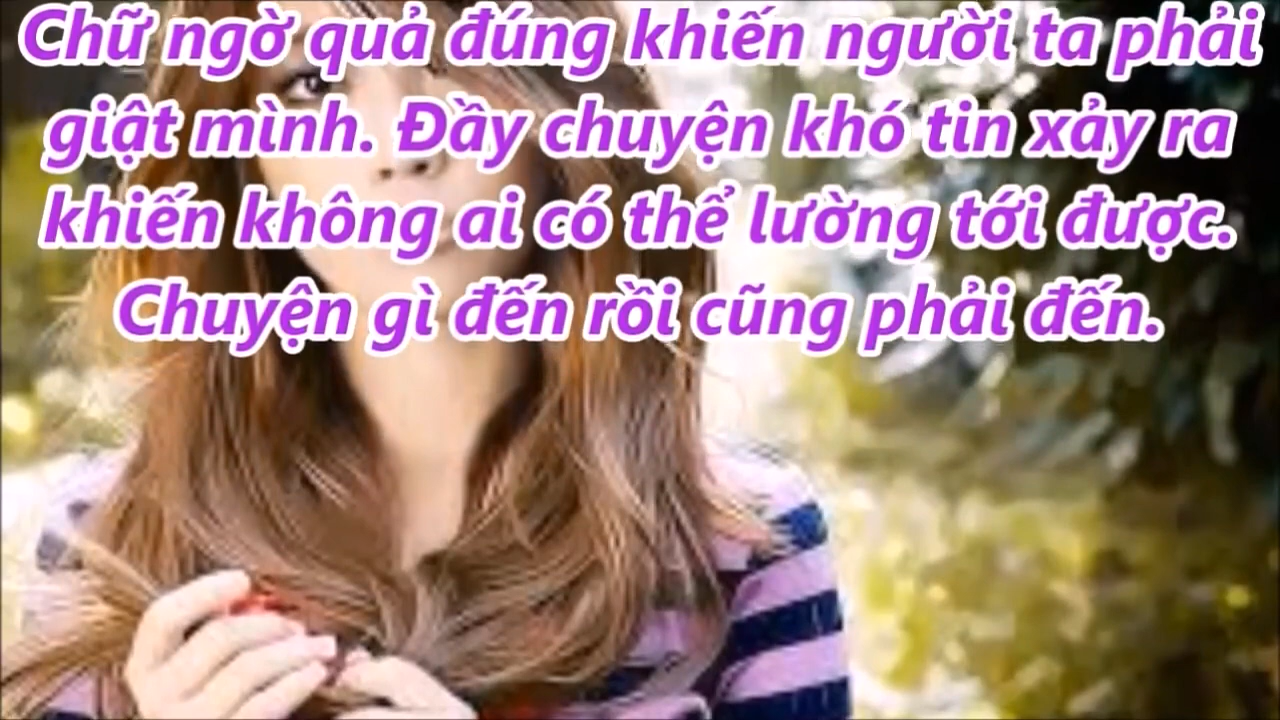 Chữ ngờ quả đúng khiến người ta phải
giật mình. Đầy chuyện khó tin xảy ra
khiến không ai có thể lường tới được.
Chuyện gì đến rồi cũng phải đến.